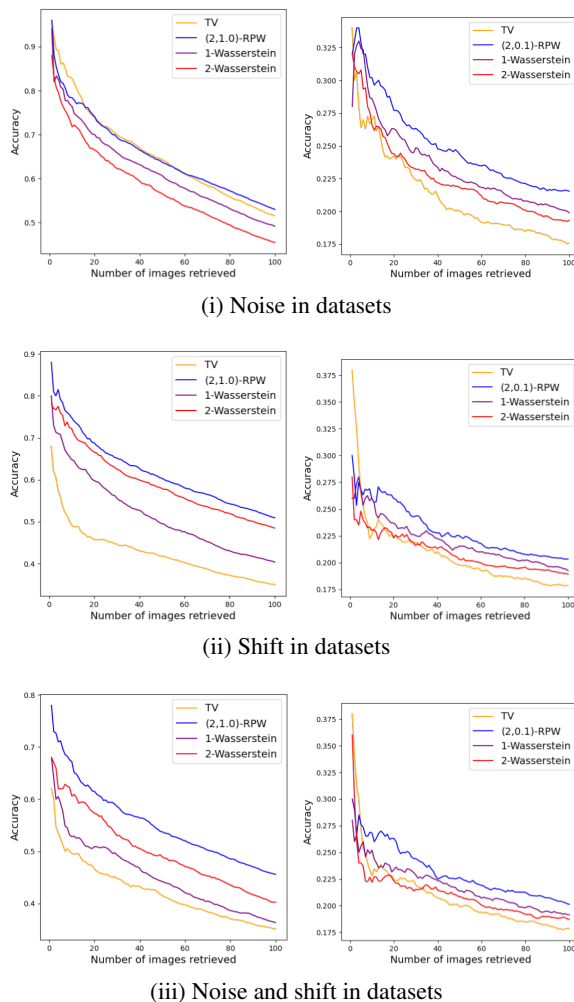 TV
(2,1.0)-RPW
1-Wasserstein
2-Wasserstein
Accuracy
0.9
0.8
0.7
0.6
0.5
0
20
40
60
80
100
Number of images retrieved
TV
(2,0.1)-RPW
1-Wasserstein
2-Wasserstein
Accuracy
0.325
0.300
0.275
0.250
0.225
0.200
0.175
0
20
40
60
80
100
Number of images retrieved
(i) Noise in datasets
TV
(2,1.0)-RPW
1-Wasserstein
2-Wasserstein
Accuracy
0.9
0.8
0.7
0.6
0.5
0.4
0
20
40
60
80
100
Number of images retrieved
TV
(2,0.1)-RPW
1-Wasserstein
2-Wasserstein
Accuracy
0.375
0.350
0.325
0.300
0.275
0.250
0.225
0.200
0.175
0
20
40
60
80
100
Number of images retrieved
(ii) Shift in datasets
TV
(2,1.0)-RPW
1-Wasserstein
2-Wasserstein
Accuracy
0.8
0.7
0.6
0.5
0.4
0
20
40
60
80
100
Number of images retrieved
TV
(2,0.1)-RPW
1-Wasserstein
2-Wasserstein
Accuracy
0.375
0.350
0.325
0.300
0.275
0.250
0.225
0.200
0.175
0
20
40
60
80
100
Number of images retrieved
(iii) Noise and shift in datasets